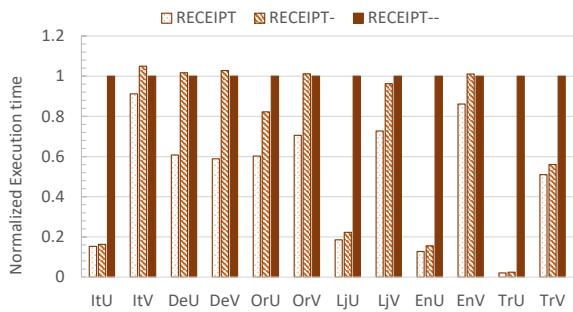 RECEIPT RECEIPT- RECEIPT--
1.2
1
0.8
0.6
0.4
0.2
0
Normalized Execution time
ItU ItV DeU DeV OrU OrV LjU LjV EnU EnV TrU TrV